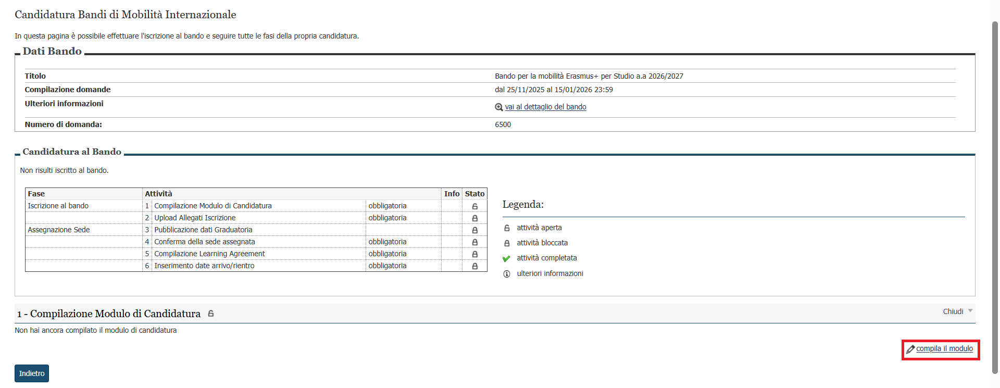 Candidatura Bandi di Mobilità Internazionale
In questa pagina è possibile effettuare l'iscrizione al bando e seguire tutte le fasi della propria candidatura.
Dati Bando
Titolo Bando per la mobilità Erasmus+ per Studio a.a 2026/2027
Compilazione domande dal 25/11/2025 al 15/01/2026 23:59
Ulteriori informazioni vai al dettaglio del bando
Numero di domanda: 6500
Candidatura al Bando
Non risulti iscritto al bando.
Fase Attività Info Stato
Iscrizione al bando 1 Compilazione Modulo di Candidatura obbligatoria
2 Upload Allegati Iscrizione obbligatoria
Assegnazione Sede 3 Pubblicazione dati Graduatoria
4 Conferma della sede assegnata obbligatoria
5 Compilazione Learning Agreement obbligatoria
6 Inserimento date arrivo/rientro obbligatoria
Legenda:
attività aperta
attività bloccata
attività completata
ulteriori informazioni
1 - Compilazione Modulo di Candidatura Chiudi
Non hai ancora compilato il modulo di candidatura
compila il modulo
Indietro